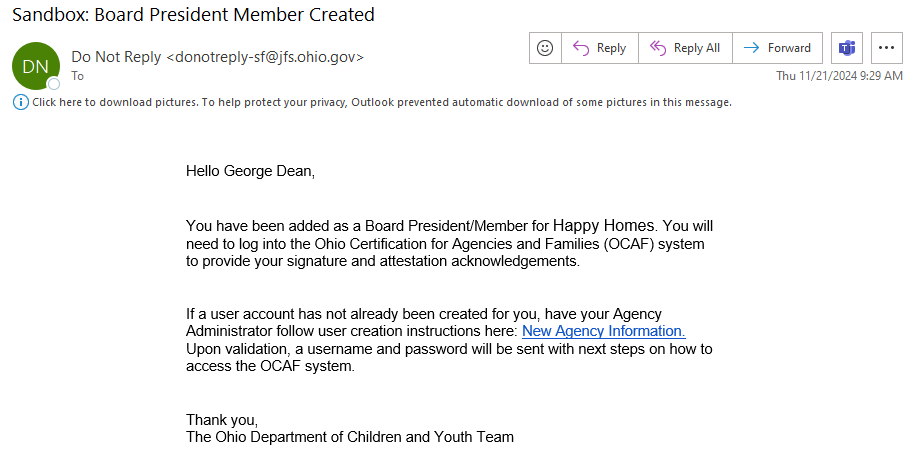 Sandbox: Board President Member Created
DN
Do Not Reply <donotreply-sf@jfs.ohio.gov>
To
Reply
Reply All
Forward
Thu 11/21/2024 9:29 AM
Click here to download pictures. To help protect your privacy, Outlook prevented automatic download of some pictures in this message.
Hello George Dean,
You have been added as a Board President/Member for Happy Homes. You will
need to log into the Ohio Certification for Agencies and Families (OCAF) system
to provide your signature and attestation acknowledgements.
If a user account has not already been created for you, have your Agency
Administrator follow user creation instructions here: New Agency Information.
Upon validation, a username and password will be sent with next steps on how to
access the OCAF system.
Thank you,
The Ohio Department of Children and Youth Team